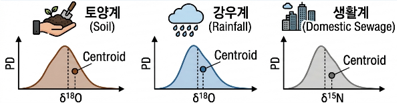 토양계
(Soil)
PD
Centroid
δ¹⁸O
강우계
(Rainfall)
PD
Centroid
δ¹⁸O
생활계
(Domestic Sewage)
PD
Centroid
δ¹⁵N